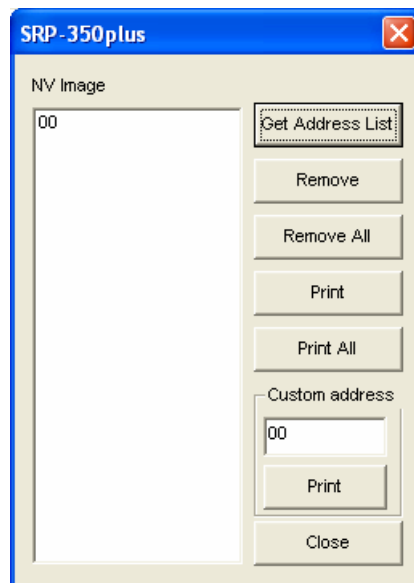 SRP-350plus
NV Image
00
Get Address List
Remove
Remove All
Print
Print All
Custom address
00
Print
Close